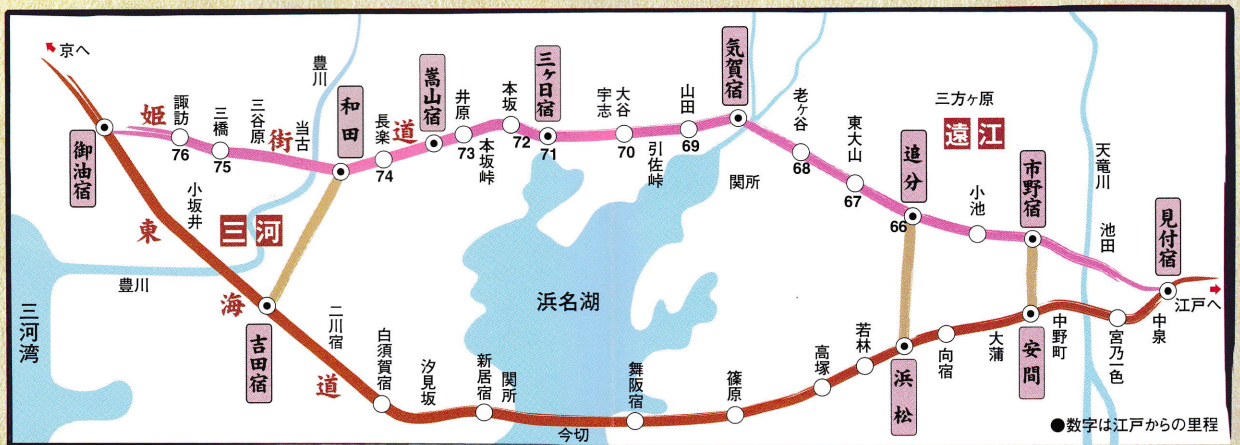 京へ
御油宿
姫街道
諏訪
76
三橋
75
三谷原
当古
豊川
和田
長楽
74
嵩山宿
井原
73
本坂峠
本坂
72
三ヶ日宿
71
宇志
大谷
70
引佐峠
山田
69
気賀宿
関所
老ヶ谷
68
東大山
67
三方ヶ原
遠江
追分
66
小池
市野宿
天竜川
池田
見付宿
江戸へ
小坂井
三河
東海道
豊川
三河湾
吉田宿
二川宿
白須賀宿
汐見坂
新居宿
関所
浜名湖
今切
舞阪宿
篠原
高塚
若林
浜松
向宿
大蒲
安間
中野町
宮乃一色
中泉
●数字は江戸からの里程